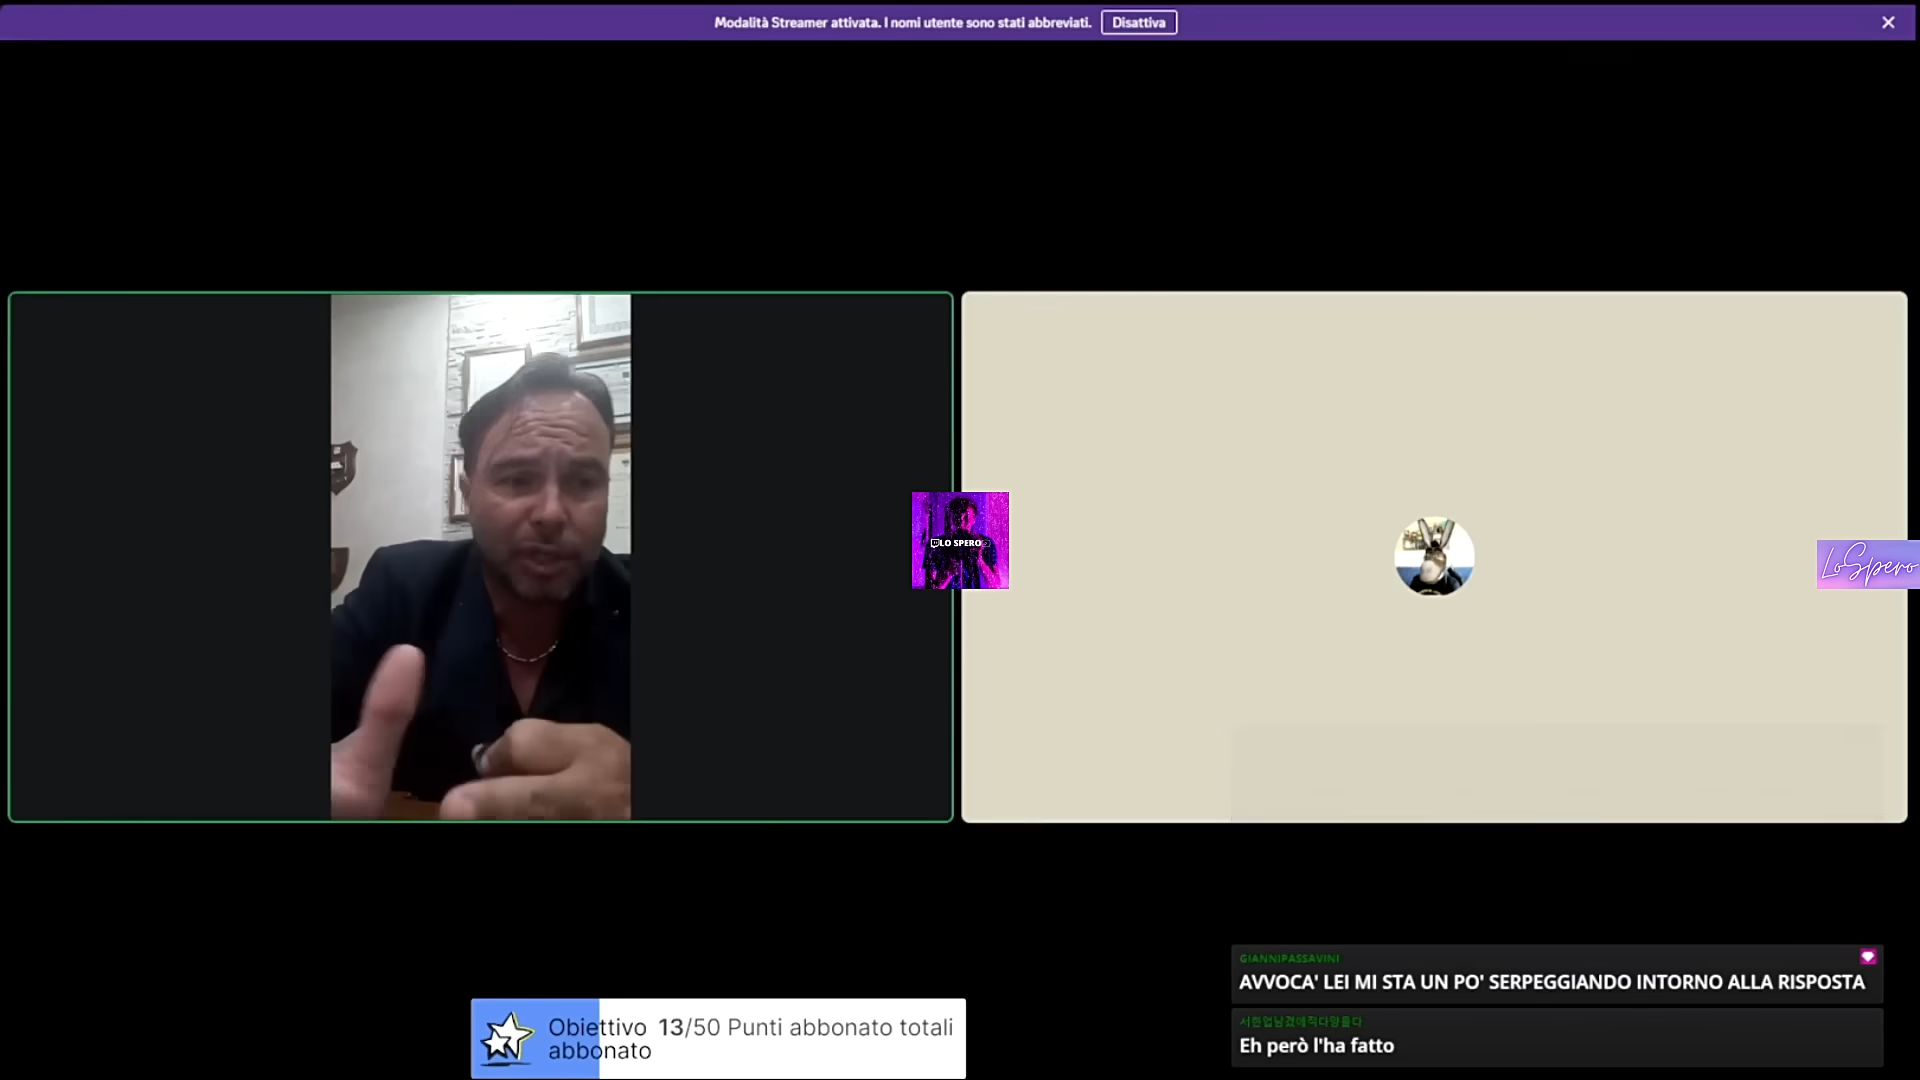 Modalità Streamer attivata. I nomi utente sono stati abbreviati. Disattiva
LO SPERO
LoSpero
GIANNIPASSAVINI
AVVOCA' LEI MI STA UN PO' SERPEGGIANDO INTORNO ALLA RISPOSTA
Eh però l'ha fatto
Obiettivo 13/50 Punti abbonato totali
abbonato